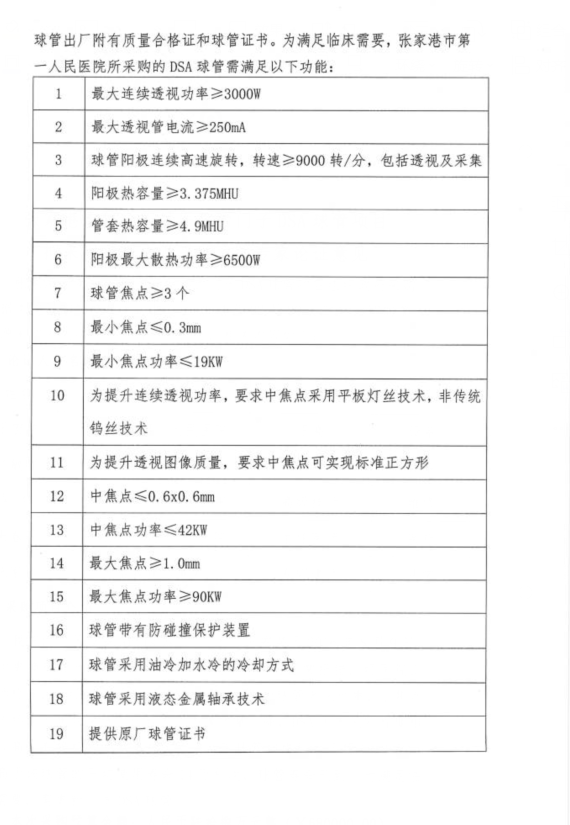 球管出厂附有质量合格证和球管证书。为满足临床需要，张家港市第
一人民医院所采购的DSA球管需满足以下功能：
1 最大连续透视功率≥3000W
2 最大透视管电流≥250mA
3 球管阳极连续高速旋转，转速≥9000转/分，包括透视及采集
4 阳极热容量≥3.375MHU
5 管套热容量≥4.9MHU
6 阳极最大散热功率≥6500W
7 球管焦点≥3个
8 最小焦点≤0.3mm
9 最小焦点功率≤19KW
10 为提升连续透视功率，要求中焦点采用平板灯丝技术，非传统
钨丝技术
11 为提升透视图像质量，要求中焦点可实现标准正方形
12 中焦点≤0.6x0.6mm
13 中焦点功率≤42KW
14 最大焦点≥1.0mm
15 最大焦点功率≥90KW
16 球管带有防碰撞保护装置
17 球管采用油冷加水冷的冷却方式
18 球管采用液态金属轴承技术
19 提供原厂球管证书